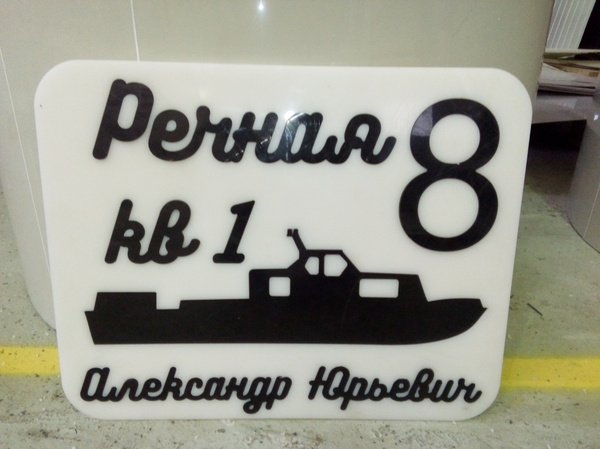 Речная 8
кв 1
Александр Юрьевич